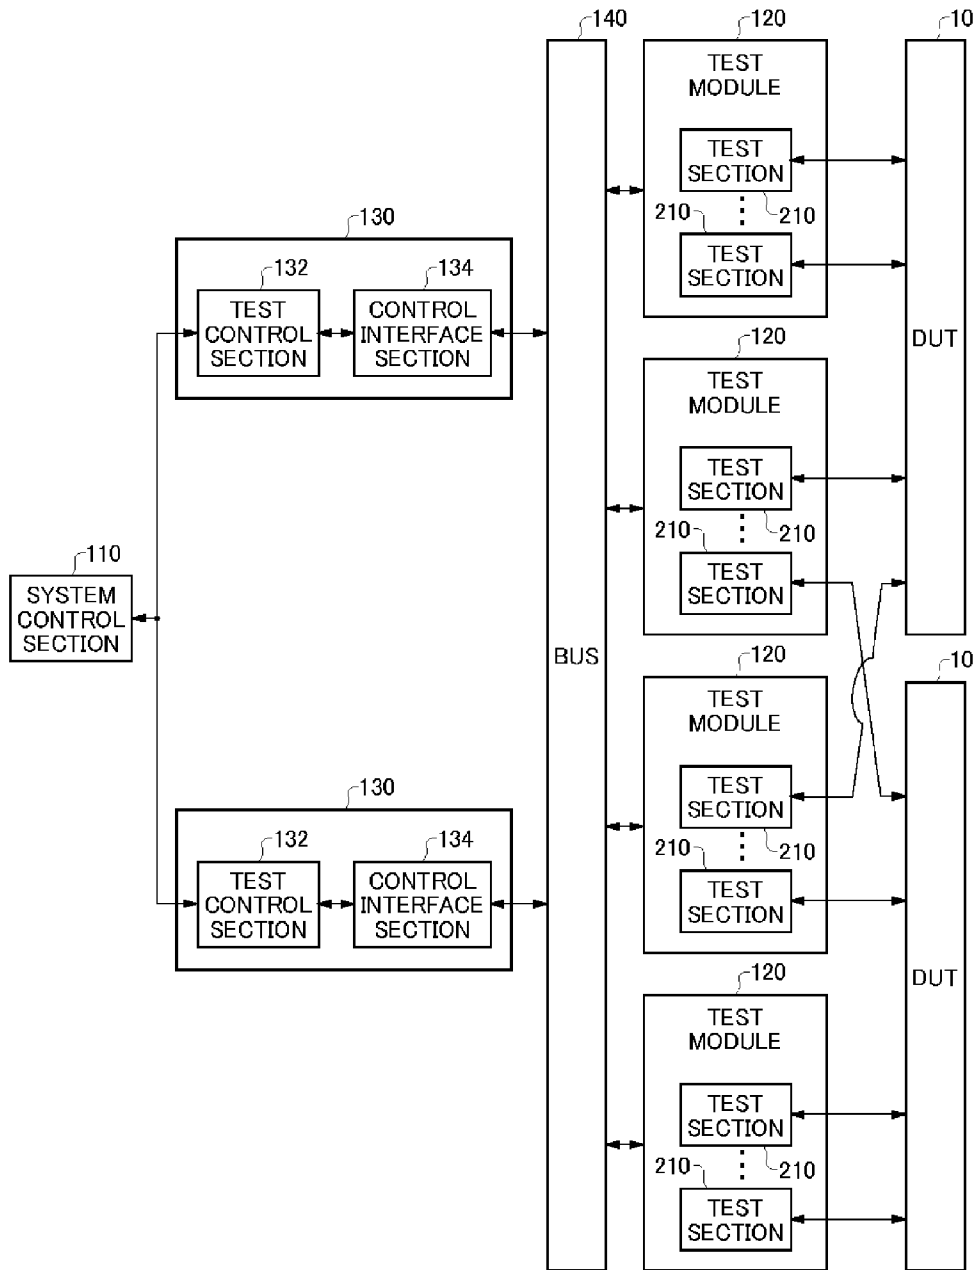 140
120
10
TEST
MODULE
TEST
SECTION
210
210
TEST
SECTION
DUT
130
132
134
TEST
CONTROL
SECTION
CONTROL
INTERFACE
SECTION
120
TEST
MODULE
TEST
SECTION
210
210
TEST
SECTION
110
SYSTEM
CONTROL
SECTION
BUS
120
10
TEST
MODULE
TEST
SECTION
210
210
TEST
SECTION
130
132
134
TEST
CONTROL
SECTION
CONTROL
INTERFACE
SECTION
DUT
120
TEST
MODULE
TEST
SECTION
210
210
TEST
SECTION